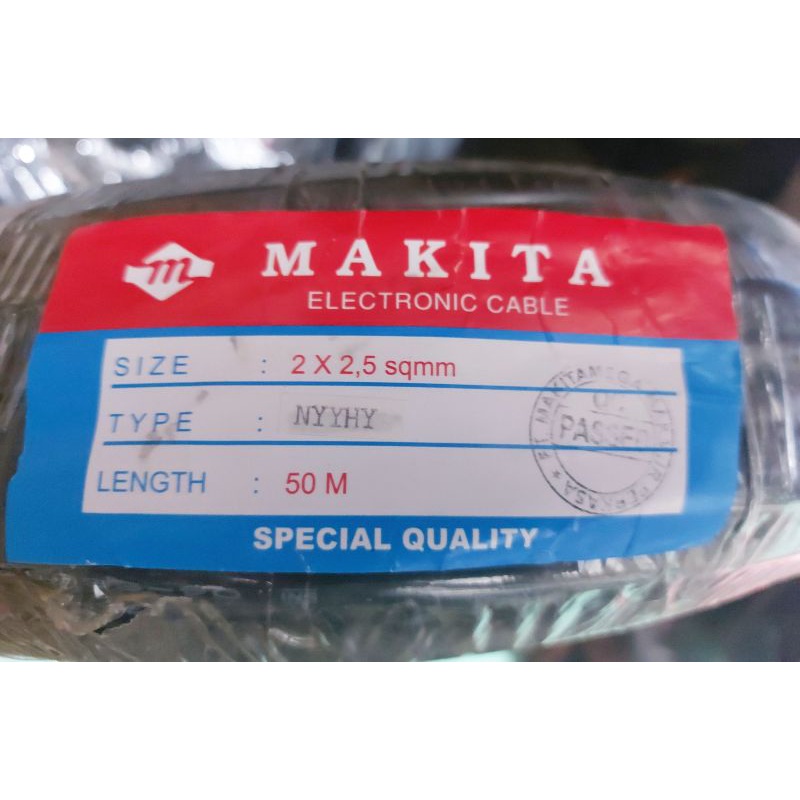 m
MAKITA
ELECTRONIC CABLE
SIZE : 2 X 2,5 sqmm
TYPE : NYYHY
LENGTH : 50 M
PASSED
SPECIAL QUALITY